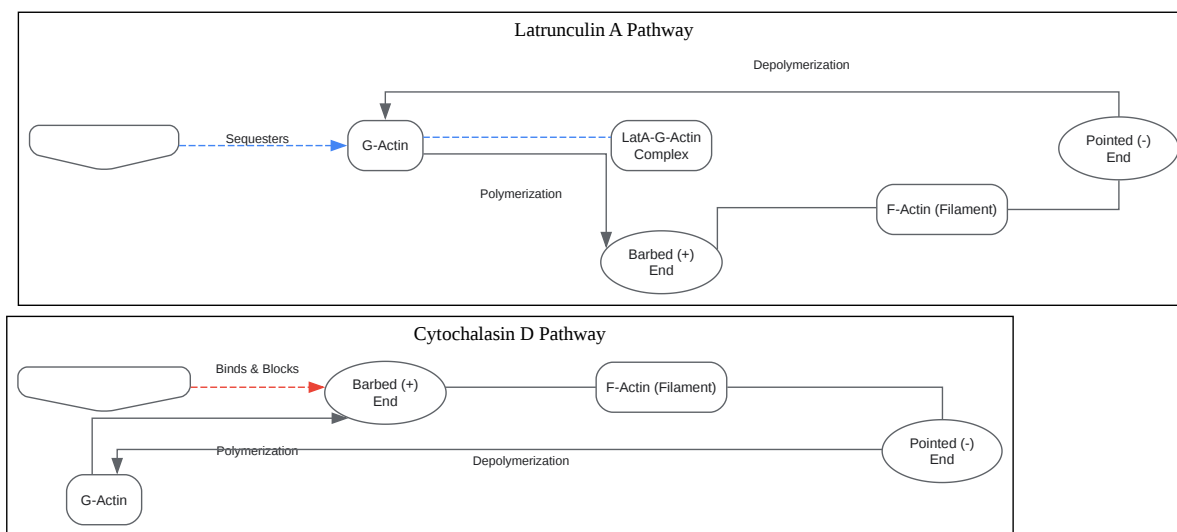 Latrunculin A Pathway
Depolymerization
Sequesters
G-Actin
LatA-G-Actin
Complex
Pointed (-)
End
Polymerization
F-Actin (Filament)
Barbed (+)
End
Cytochalasin D Pathway
Binds & Blocks
Barbed (+)
End
F-Actin (Filament)
Pointed (-)
End
Polymerization
Depolymerization
G-Actin